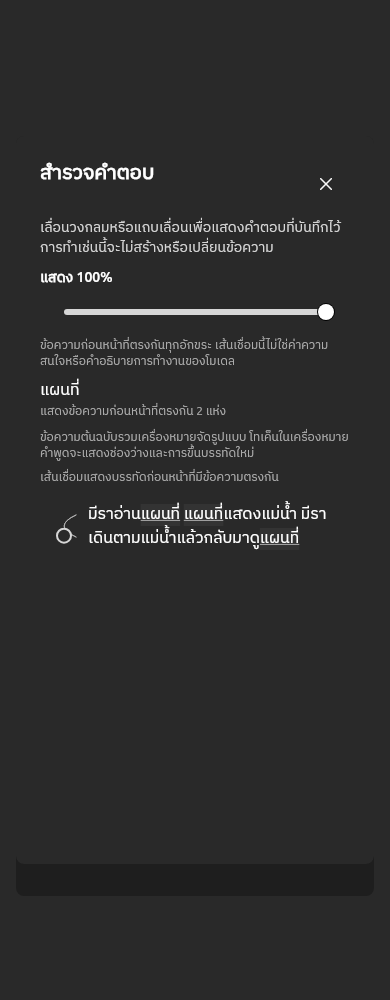 สำรวจคำตอบ
เลื่อนวงกลมหรือแถบเลื่อนเพื่อแสดงคำตอบที่บันทึกไว้
การทำเช่นนี้จะไม่สร้างหรือเปลี่ยนข้อความ
แสดง 100%
ข้อความก่อนหน้าที่ตรงกันทุกอักขระ เส้นเชื่อมนี้ไม่ใช่ค่าความ
สนใจหรือคำอธิบายการทำงานของโมเดล
แผนที่
แสดงข้อความก่อนหน้าที่ตรงกัน 2 แห่ง
ข้อความต้นฉบับรวมเครื่องหมายจัดรูปแบบ โทเค็นในเครื่องหมาย
คำพูดจะแสดงช่องว่างและการขึ้นบรรทัดใหม่
เส้นเชื่อมแสดงบรรทัดก่อนหน้าที่มีข้อความตรงกัน
มีราอ่านแผนที่ แผนที่แสดงแม่น้ำ มีรา
เดินตามแม่น้ำแล้วกลับมาดูแผนที่